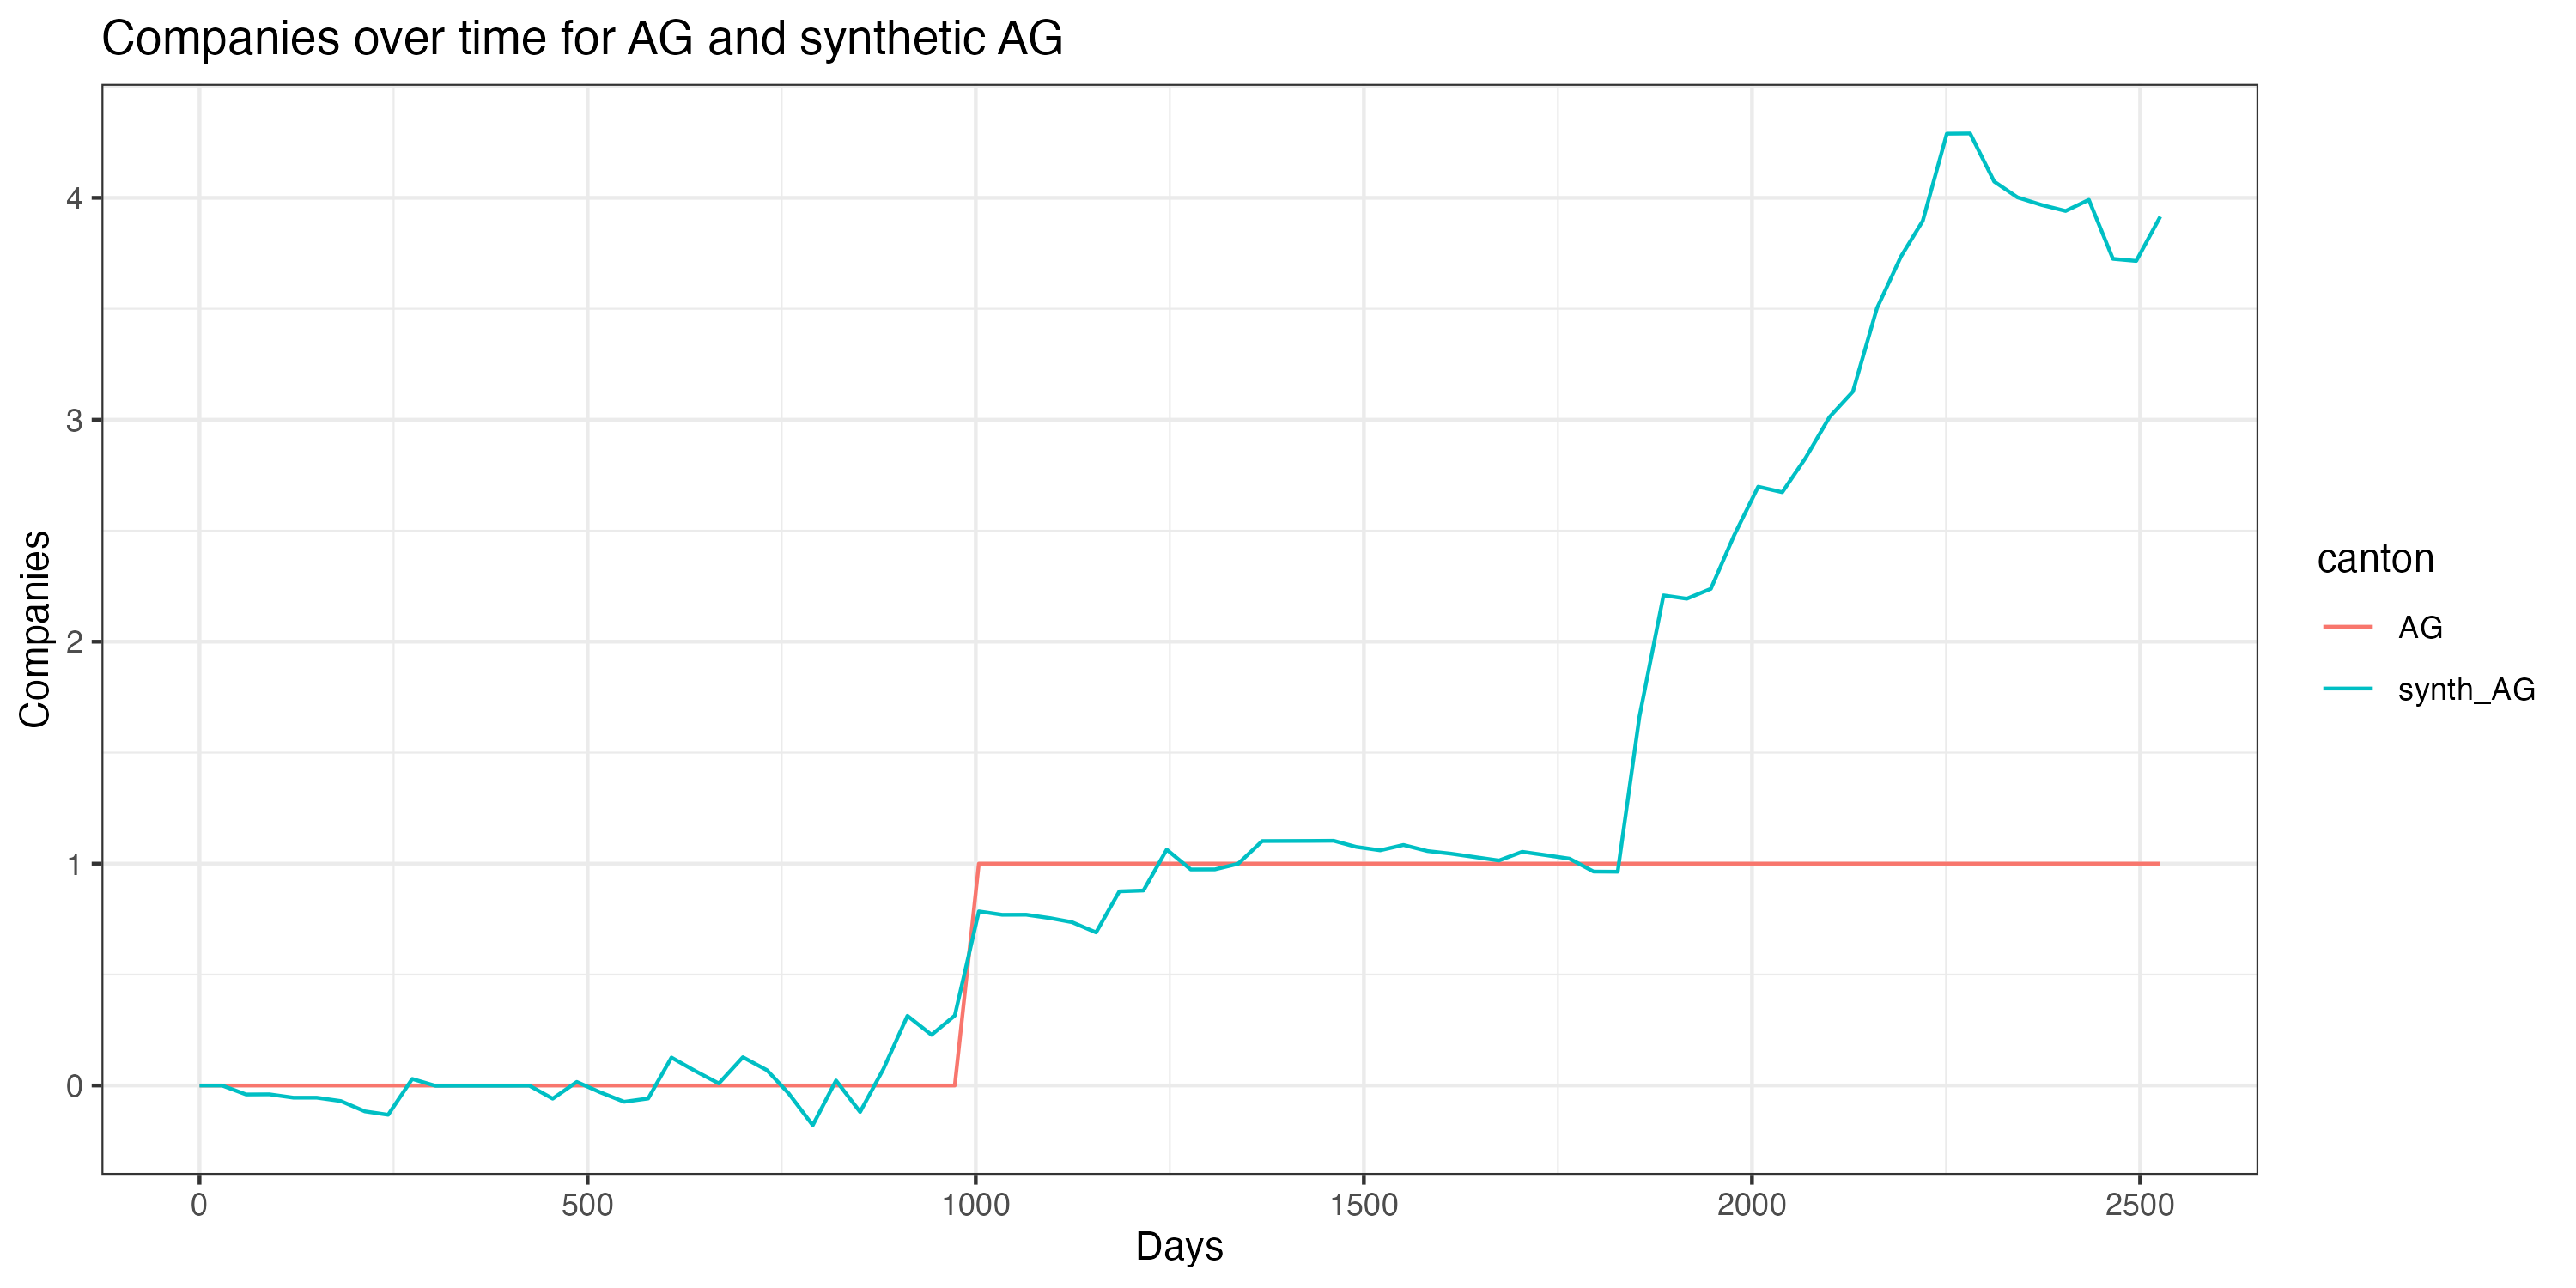 Companies over time for AG and synthetic AG
Companies
4
3
2
1
0
0 500 1000 1500 2000 2500
Days
canton
AG
synth_AG